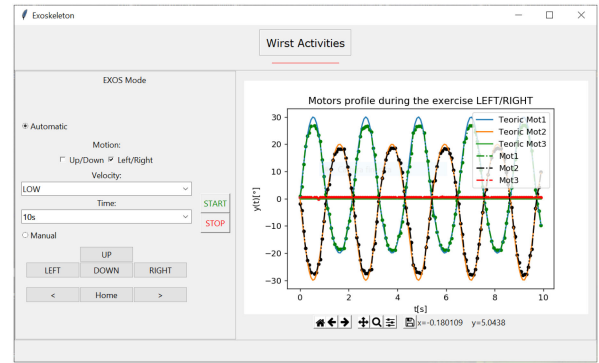 Exoskeleton
Wirst Activities
EXOS Mode
Automatic
Motion:
Up/Down Left/Right
Velocity:
LOW
Time:
10s
START
STOP
Manual
UP
LEFT DOWN RIGHT
< Home >
Motors profile during the exercise LEFT/RIGHT
Teoric Mot1
Teoric Mot2
Teoric Mot3
Mot1
Mot2
Mot3
y(t)[°]
30
20
10
0
−10
−20
−30
0 2 4 6 8 10
t[s]
x=-0.180109 y=5.0438